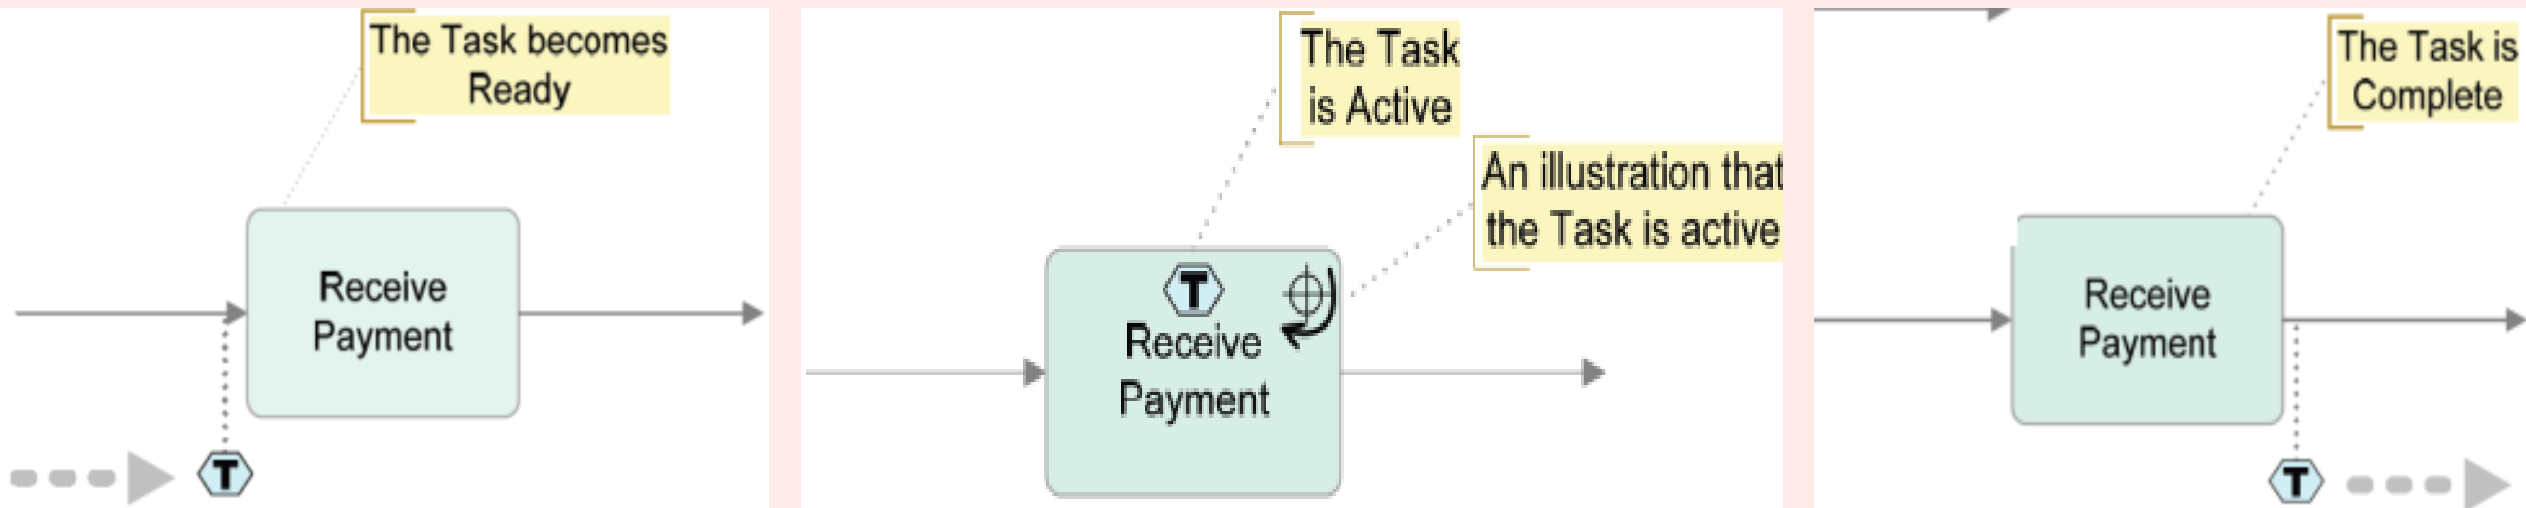 The Task becomes
Ready
Receive
Payment
T
The Task
is Active
An illustration that
the Task is active
T
Receive
Payment
The Task is
Complete
Receive
Payment
T